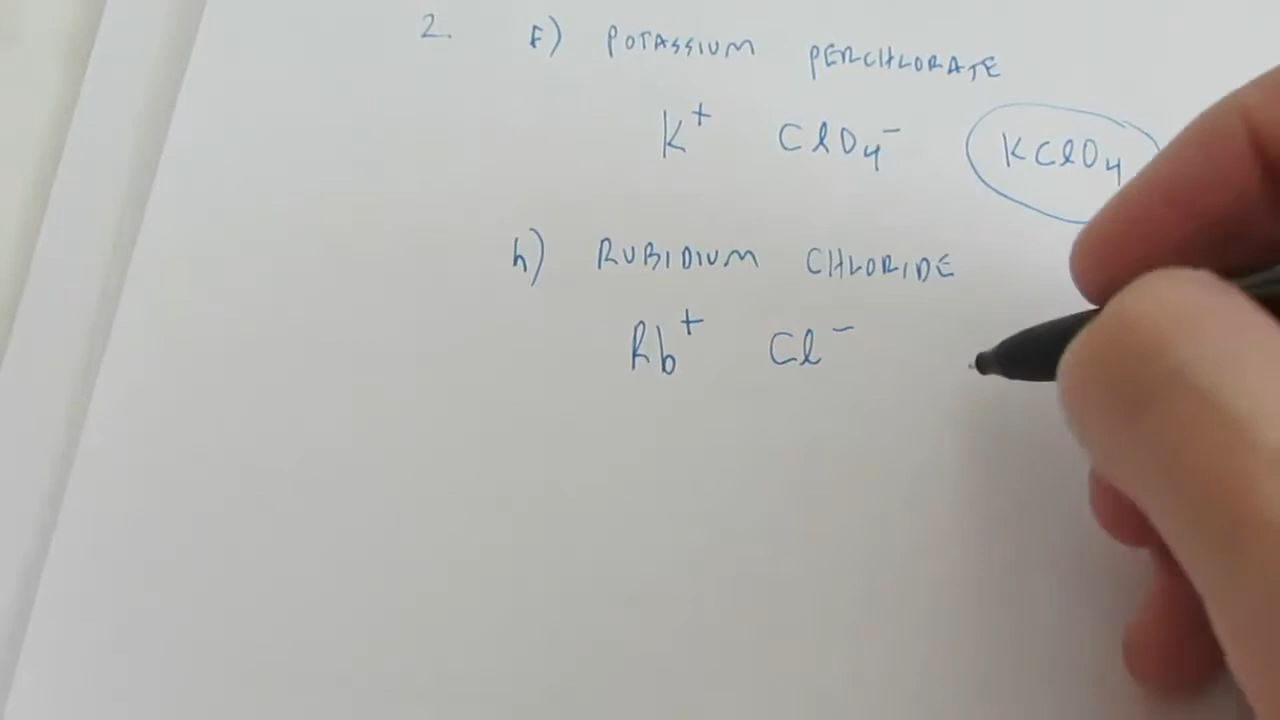 2. F) POTASSIUM PERCHLORATE
K⁺ ClO₄⁻ KClO₄
h) RUBIDIUM CHLORIDE
Rb⁺ Cl⁻